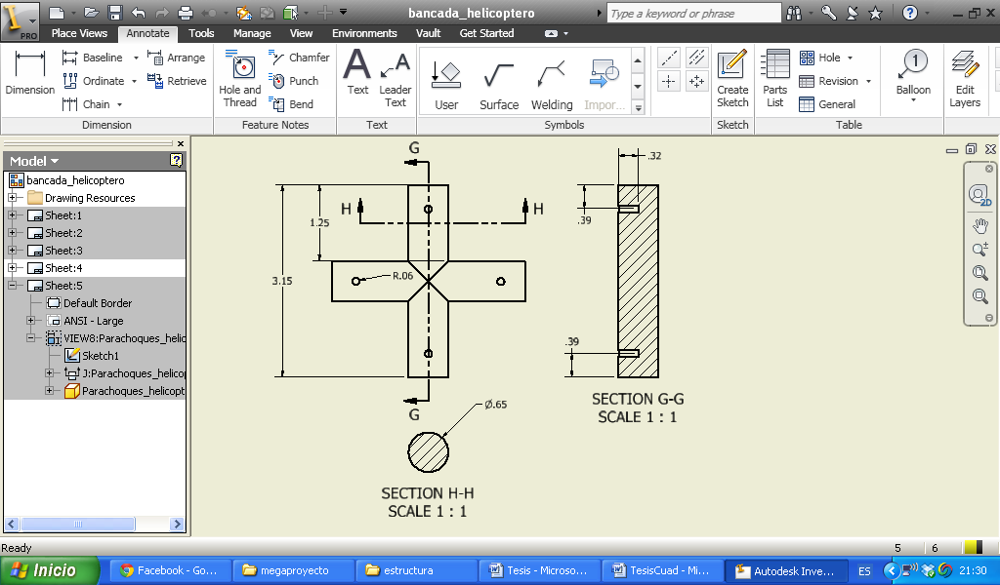 bancada_helicoptero
Type a keyword or phrase
PRO
Place Views Annotate Tools Manage View Environments Vault Get Started
Dimension
Baseline
Ordinate
Chain
Arrange
Retrieve
Dimension
Hole and Thread
Chamfer
Punch
Bend
Feature Notes
Text
Leader Text
Text
User
Surface
Welding
Impor...
Symbols
Create Sketch
Sketch
Parts List
Hole
Revision
General
Table
1
Balloon
Edit Layers
Model
bancada_helicoptero
Drawing Resources
Sheet:1
Sheet:2
Sheet:3
Sheet:4
Sheet:5
Default Border
ANSI - Large
VIEW8:Parachoques_helic
Sketch1
J:Parachoques_helicop
Parachoques_helicopt
G
H
H
1.25
3.15
R.06
G
Ø.65
SECTION H-H
SCALE 1 : 1
.32
.39
.39
SECTION G-G
SCALE 1 : 1
2D
Ready
5 6
Inicio
Facebook - Go...
megaproyecto
estructura
Tesis - Microso...
TesisCuad - Mi...
Autodesk Inve...
ES
21:30